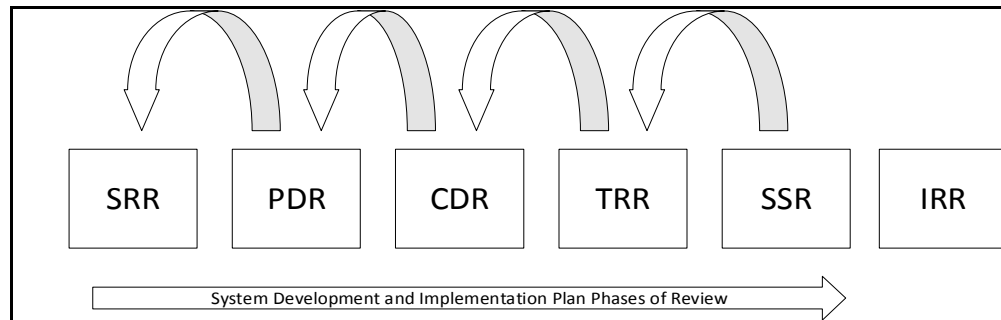 SRR PDR CDR TRR SSR IRR
System Development and Implementation Plan Phases of Review